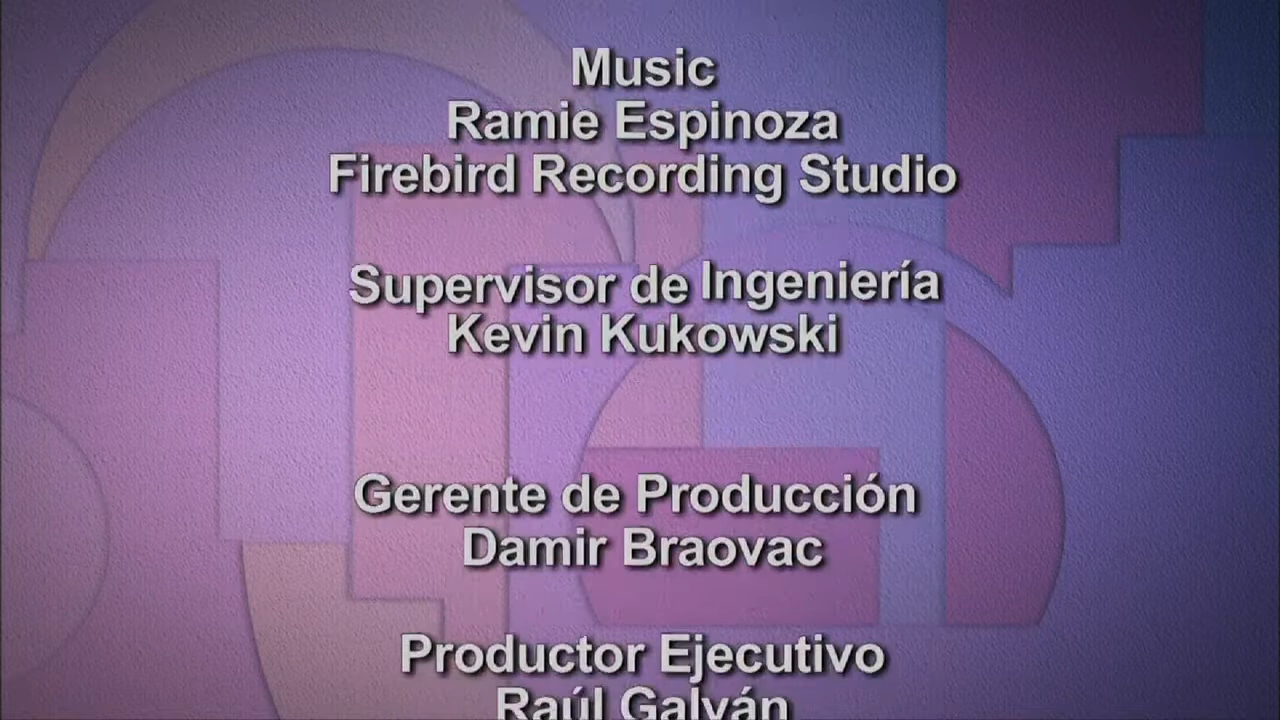 Music
Ramie Espinoza
Firebird Recording Studio
Supervisor de Ingeniería
Kevin Kukowski
Gerente de Producción
Damir Braovac
Productor Ejecutivo
Raúl Galván